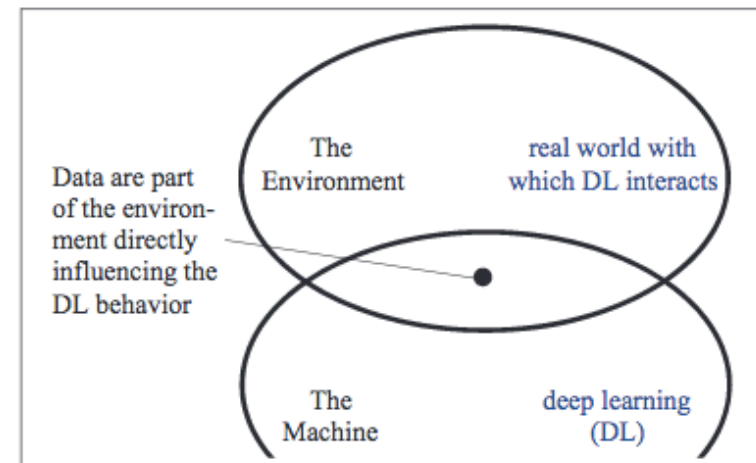 The
Environment
real world with
which DL interacts
Data are part
of the environ-
ment directly
influencing the
DL behavior
The
Machine
deep learning
(DL)